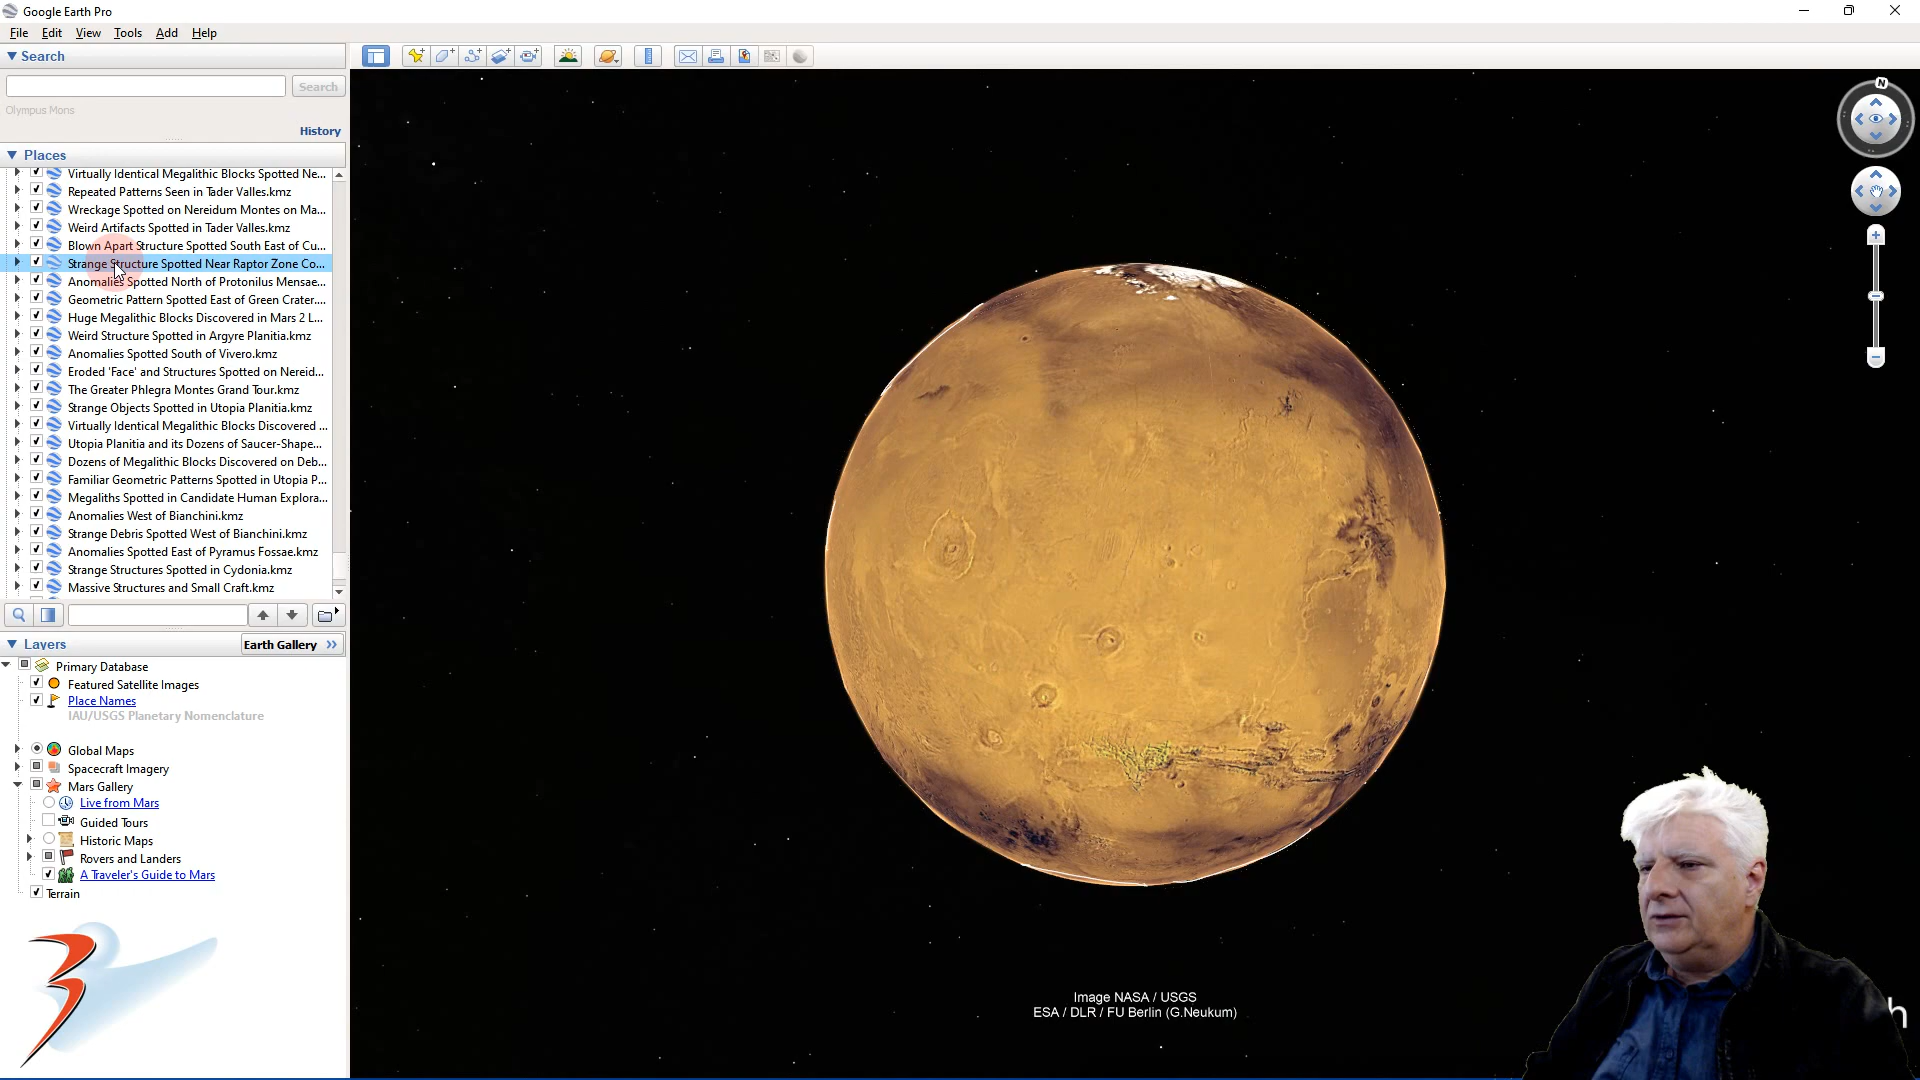 Google Earth Pro
File Edit View Tools Add Help
Search
Search
Olympus Mons
History
Places
Virtually Identical Megalithic Blocks Spotted Ne...
Repeated Patterns Seen in Tader Valles.kmz
Wreckage Spotted on Nereidum Montes on Ma...
Weird Artifacts Spotted in Tader Valles.kmz
Blown Apart Structure Spotted South East of Cu...
Strange Structure Spotted Near Raptor Zone Co...
Anomalies Spotted North of Protonilus Mensae...
Geometric Pattern Spotted East of Green Crater....
Huge Megalithic Blocks Discovered in Mars 2 L...
Weird Structure Spotted in Argyre Planitia.kmz
Anomalies Spotted South of Vivero.kmz
Eroded 'Face' and Structures Spotted on Nereid...
The Greater Phlegra Montes Grand Tour.kmz
Strange Objects Spotted in Utopia Planitia.kmz
Virtually Identical Megalithic Blocks Discovered ...
Utopia Planitia and its Dozens of Saucer-Shape...
Dozens of Megalithic Blocks Discovered on Deb...
Familiar Geometric Patterns Spotted in Utopia P...
Megaliths Spotted in Candidate Human Explora...
Anomalies West of Bianchini.kmz
Strange Debris Spotted West of Bianchini.kmz
Anomalies Spotted East of Pyramus Fossae.kmz
Strange Structures Spotted in Cydonia.kmz
Massive Structures and Small Craft.kmz
Layers
Earth Gallery »
Primary Database
Featured Satellite Images
Place Names
IAU/USGS Planetary Nomenclature
Global Maps
Spacecraft Imagery
Mars Gallery
Live from Mars
Guided Tours
Historic Maps
Rovers and Landers
A Traveler's Guide to Mars
Terrain
N
Image NASA / USGS
ESA / DLR / FU Berlin (G.Neukum)
h